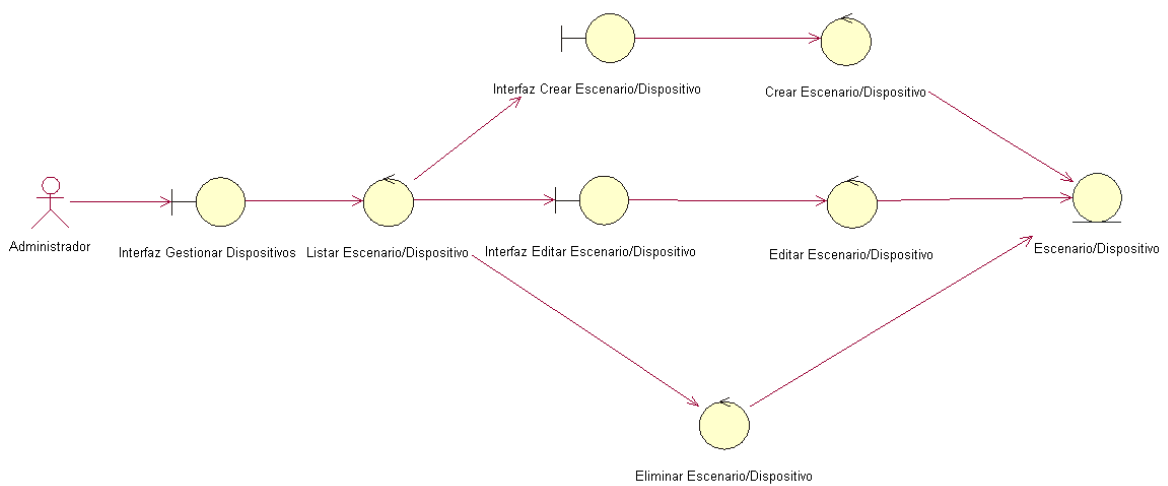 Interfaz Crear Escenario/Dispositivo
Crear Escenario/Dispositivo
Administrador
Interfaz Gestionar Dispositivos
Listar Escenario/Dispositivo
Interfaz Editar Escenario/Dispositivo
Editar Escenario/Dispositivo
Escenario/Dispositivo
Eliminar Escenario/Dispositivo